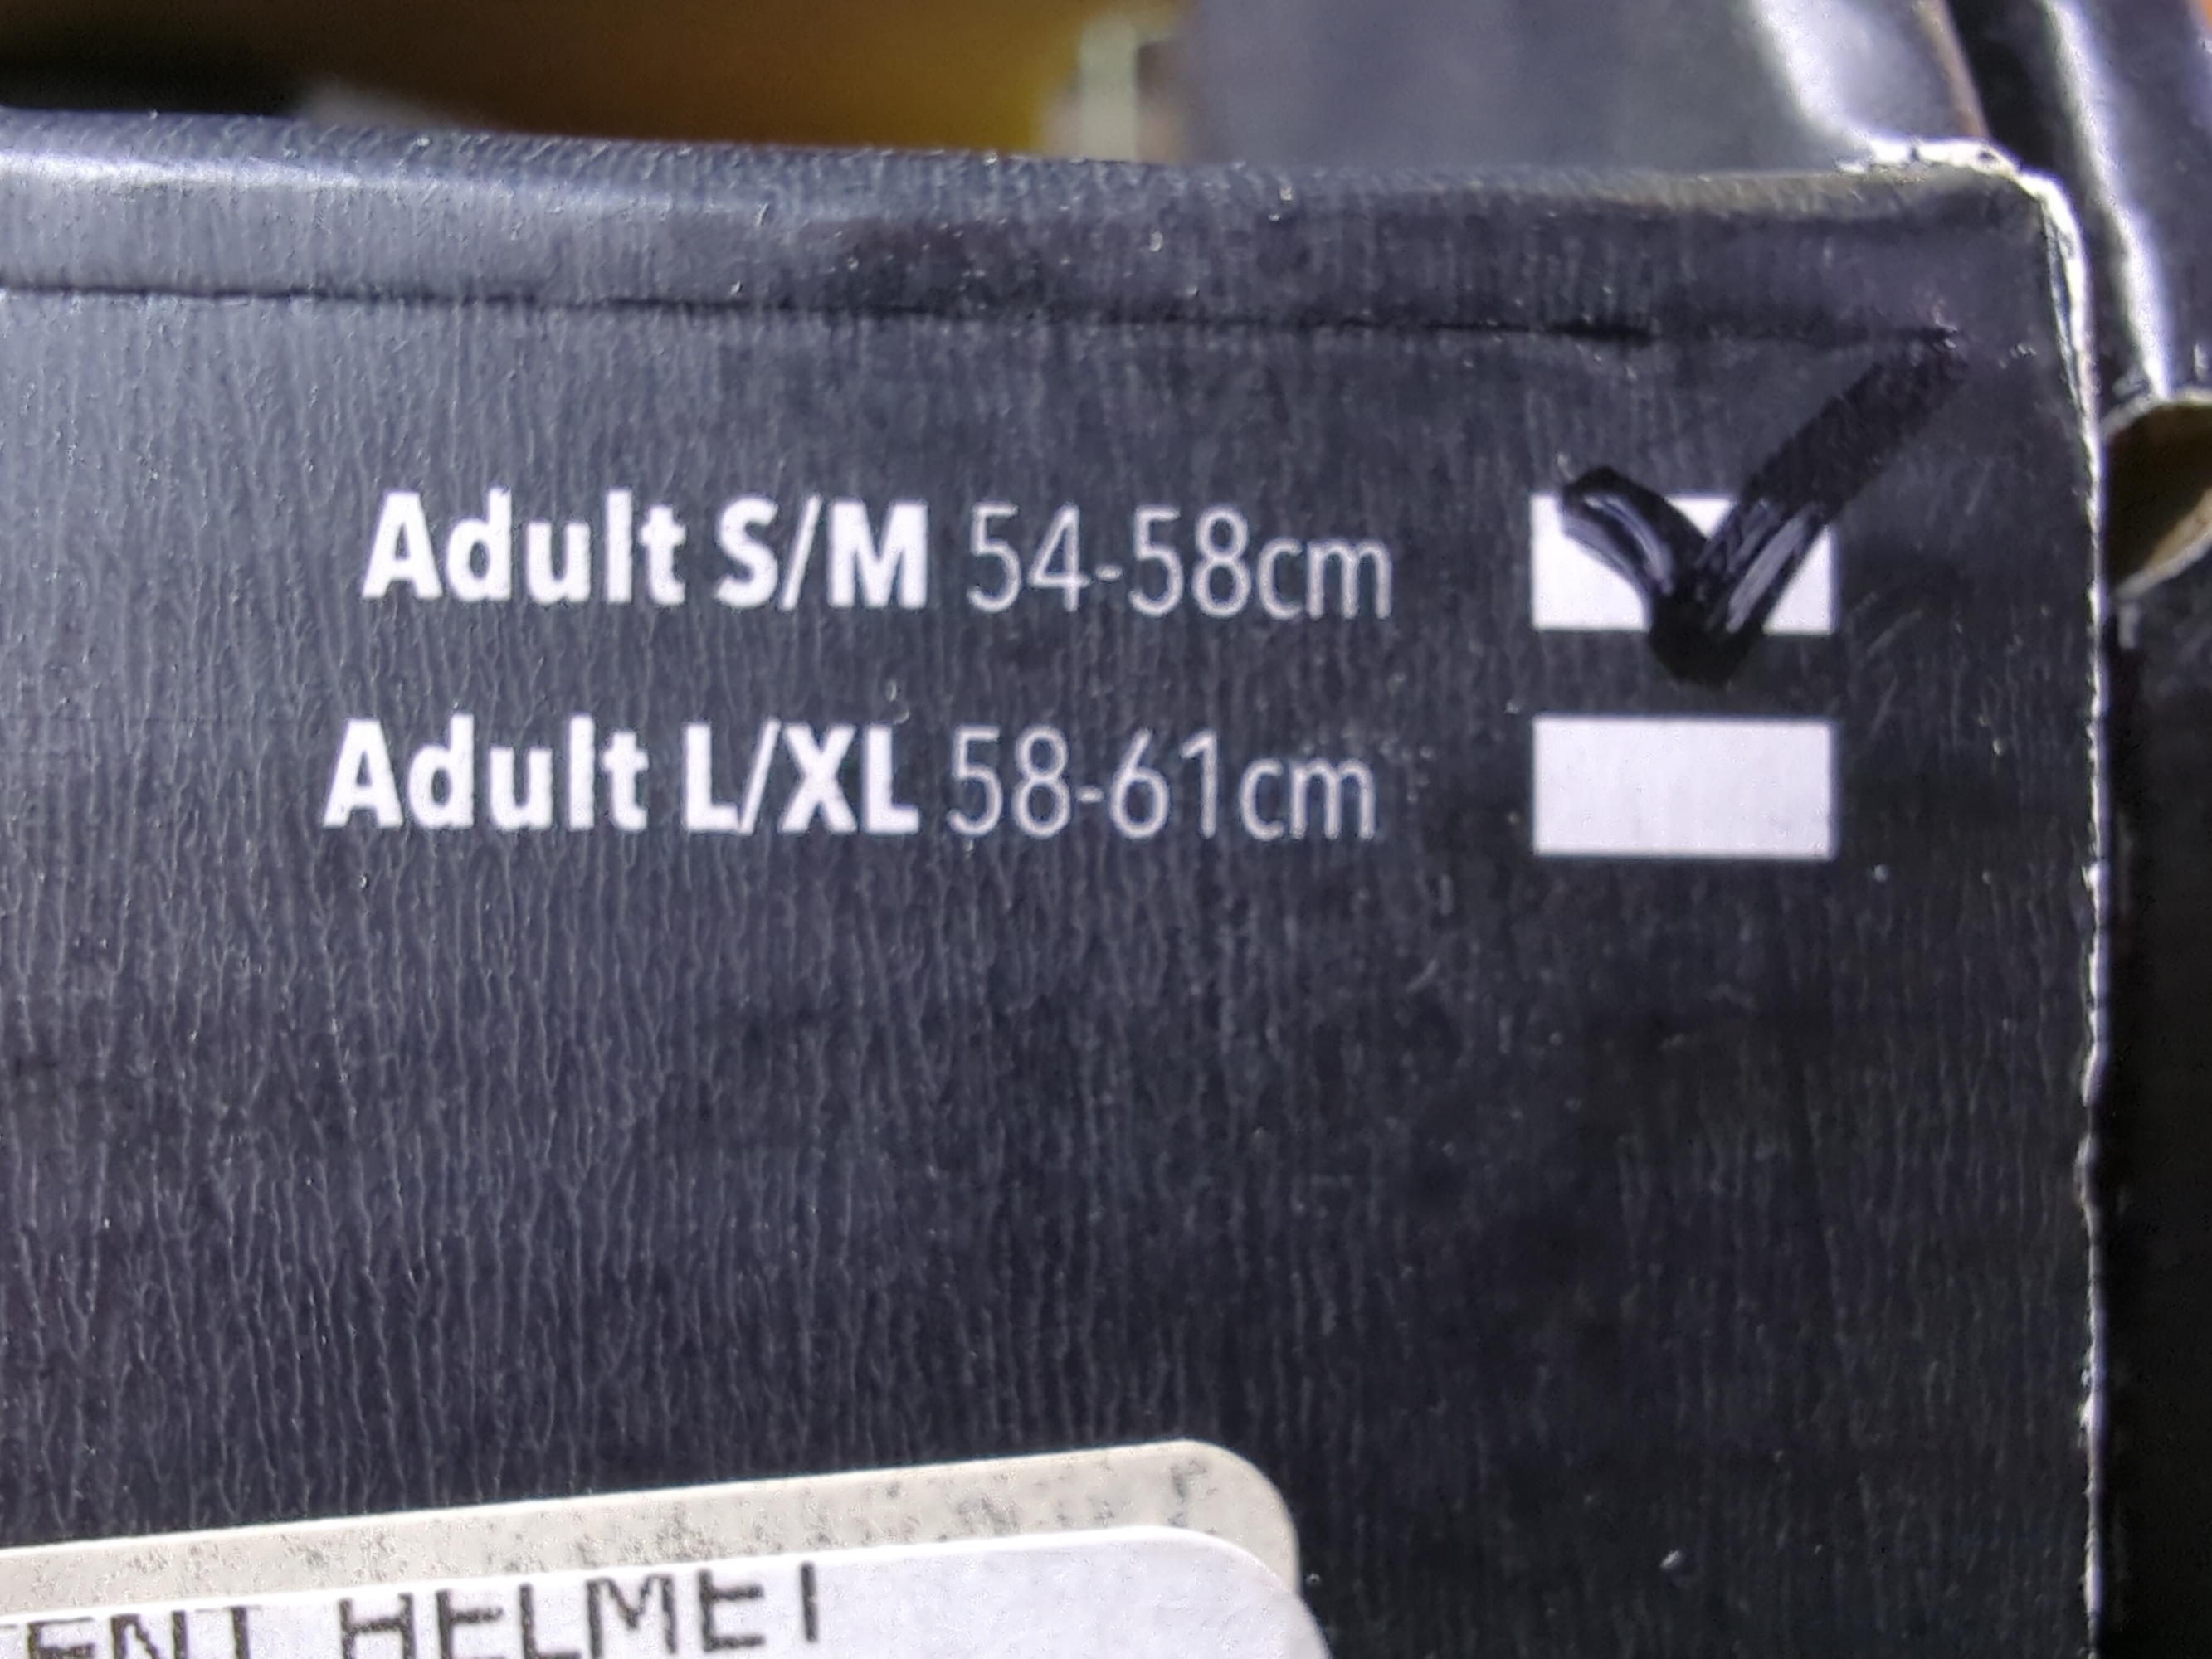 Adult S/M 54-58cm
Adult L/XL 58-61cm
HELMET